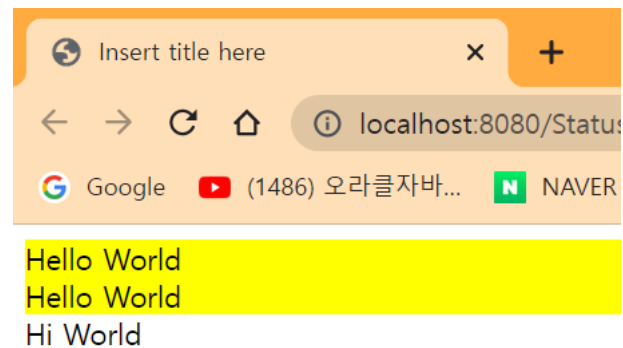 Insert title here
localhost:8080/Status
Google (1486) 오라클자바... N NAVER
Hello World
Hello World
Hi World